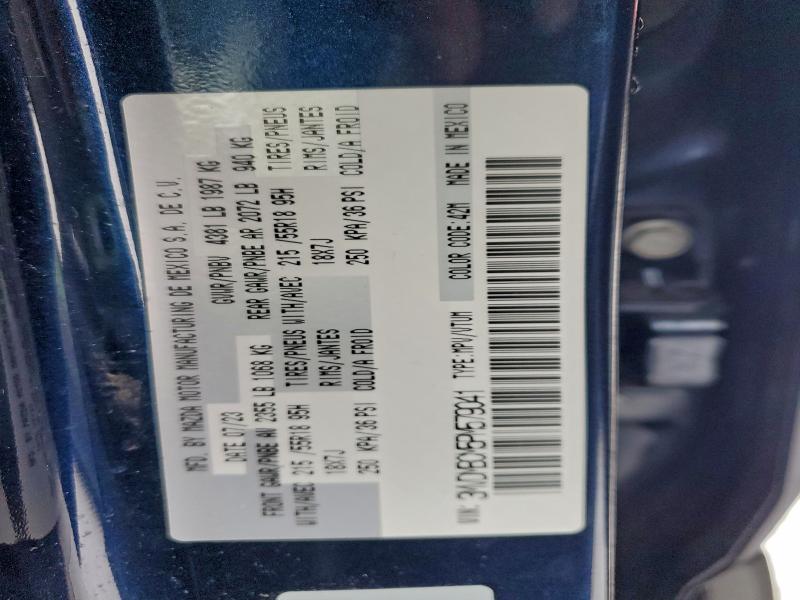 MFD. BY MAZDA MOTOR MANUFACTURING DE MEXICO S.A. DE C.V.
DATE 07/23 GVWR/PNBV 4381 LB 1987 KG
FRONT GAWR/PNBE AV 2355 LB 1068 KG REAR GAWR/PNBE AR 2072 LB 940 KG
WITH/AVEC 215 /55R18 95H TIRES/PNEUS WITH/AVEC 215 /55R18 95H TIRES/PNEUS
18X7J RIMS/JANTES 18X7J RIMS/JANTES
250 KPA/36 PSI COLD/A FROID 250 KPA/36 PSI COLD/A FROID
VIN: TYPE:MPV/VTUM COLOR CODE:42M MADE IN MEXICO